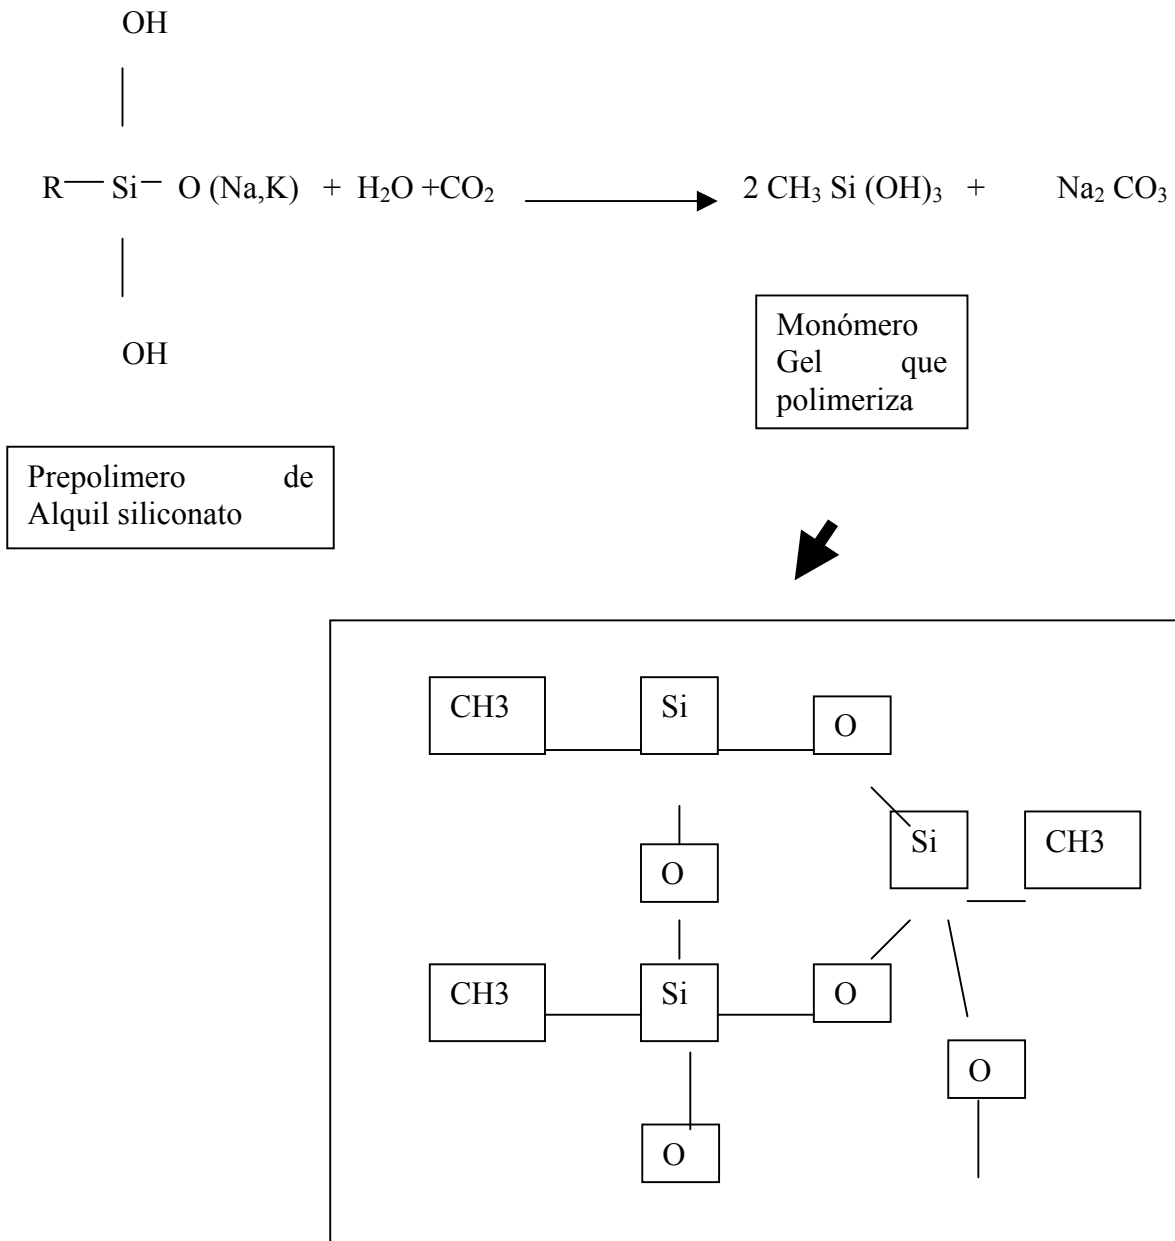 OH
R Si O (Na,K) + H₂O +CO₂ 2 CH₃ Si (OH)₃ + Na₂ CO₃
OH
Monómero
Gel que
polimeriza
Prepolimero de
Alquil siliconato
CH3 Si O
Si CH3
O
CH3 Si O
O
O